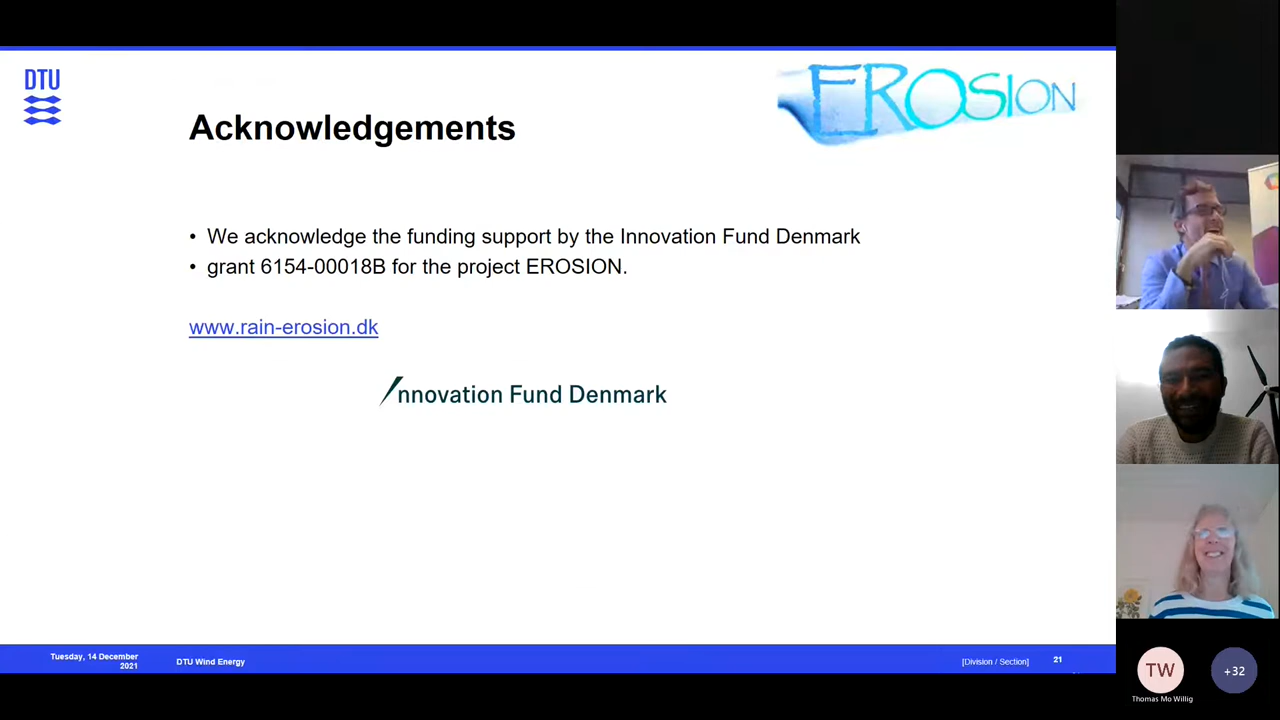 DTU
EROSION
Acknowledgements
• We acknowledge the funding support by the Innovation Fund Denmark
• grant 6154-00018B for the project EROSION.
www.rain-erosion.dk
Innovation Fund Denmark
Tuesday, 14 December
2021
DTU Wind Energy
[Division / Section]
21
TW
+32
Thomas Mo Willig